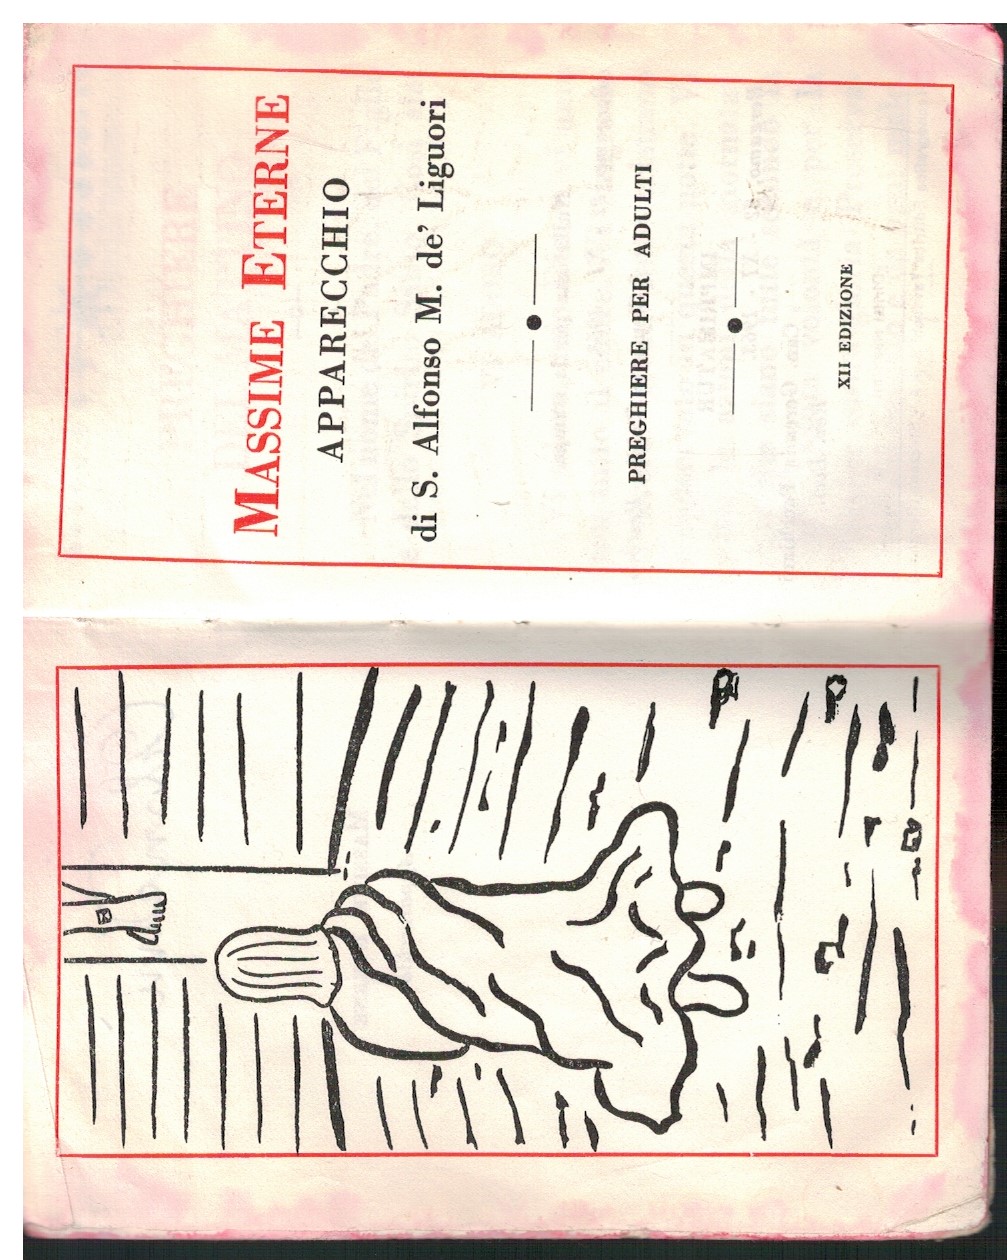 MASSIME ETERNE
APPARECCHIO
di S. Alfonso M. de' Liguori
PREGHIERE PER ADULTI
XII EDIZIONE